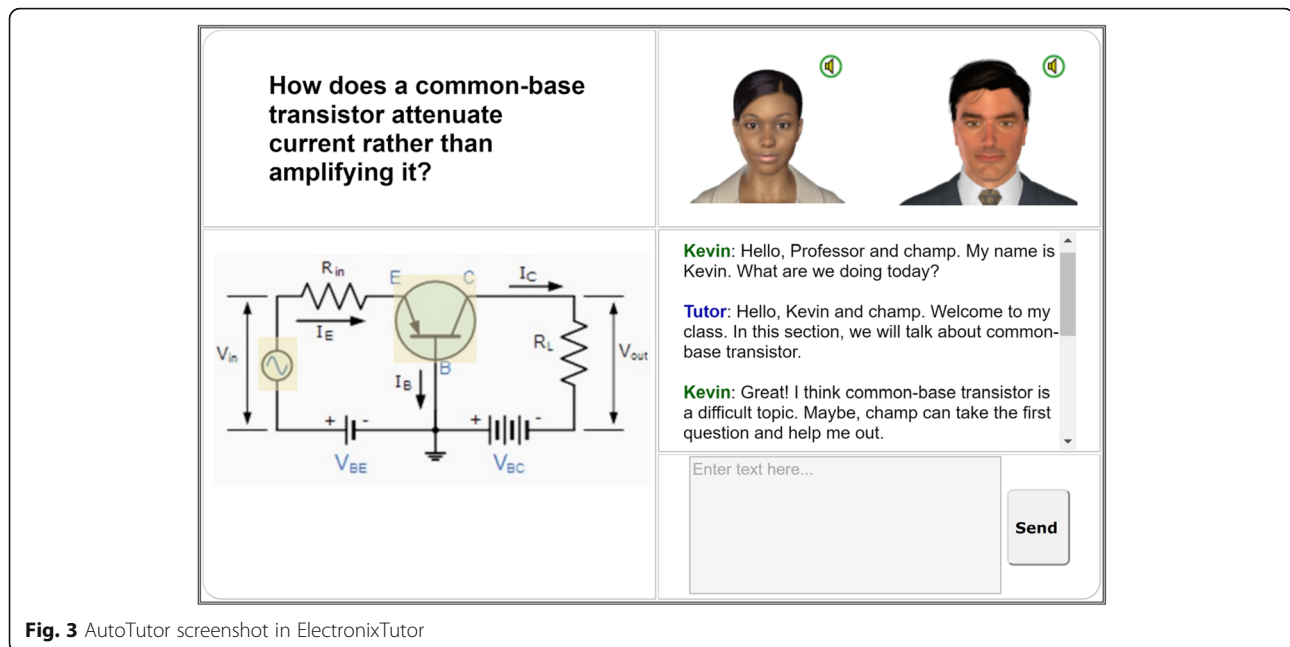 How does a common-base
transistor attenuate
current rather than
amplifying it?
Rin
E
C
IC
IE
Vin
RL
Vout
B
IB
+
-
+
-
VBE
VBC
Kevin: Hello, Professor and champ. My name is
Kevin. What are we doing today?
Tutor: Hello, Kevin and champ. Welcome to my
class. In this section, we will talk about common-
base transistor.
Kevin: Great! I think common-base transistor is
a difficult topic. Maybe, champ can take the first
question and help me out.
Enter text here...
Send
Fig. 3 AutoTutor screenshot in ElectronixTutor